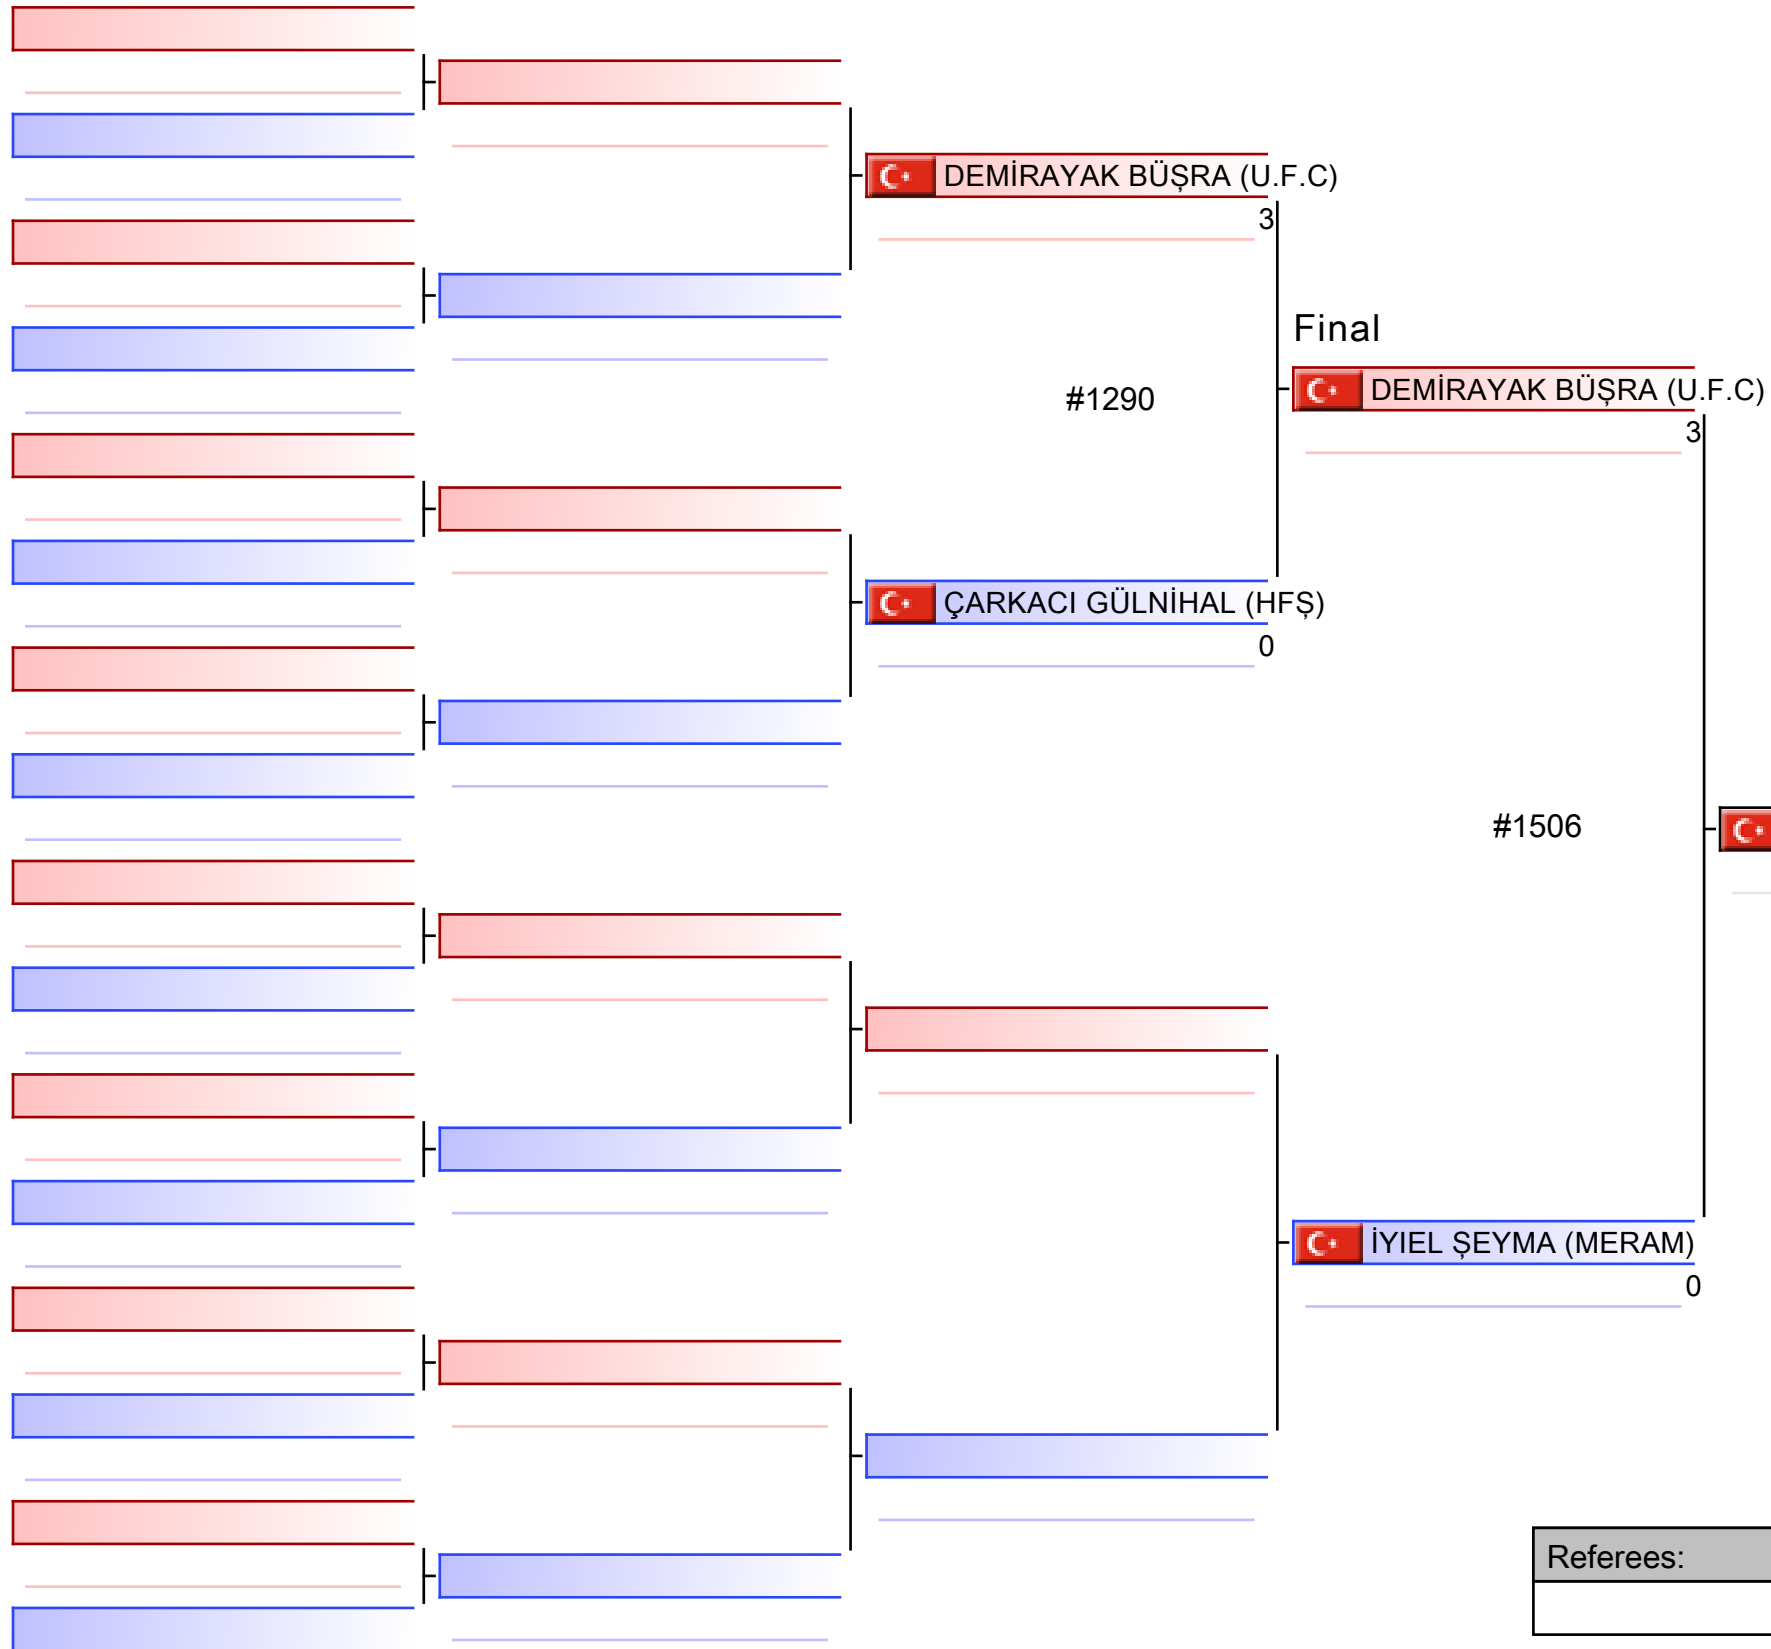 DEMİRAYAK BÜŞRA (U.F.C)
3
Final
DEMİRAYAK BÜŞRA (U.F.C)
#1290
3
ÇARKACI GÜLNİHAL (HFŞ)
0
#1506
İYIEL ŞEYMA (MERAM)
0
Referees: